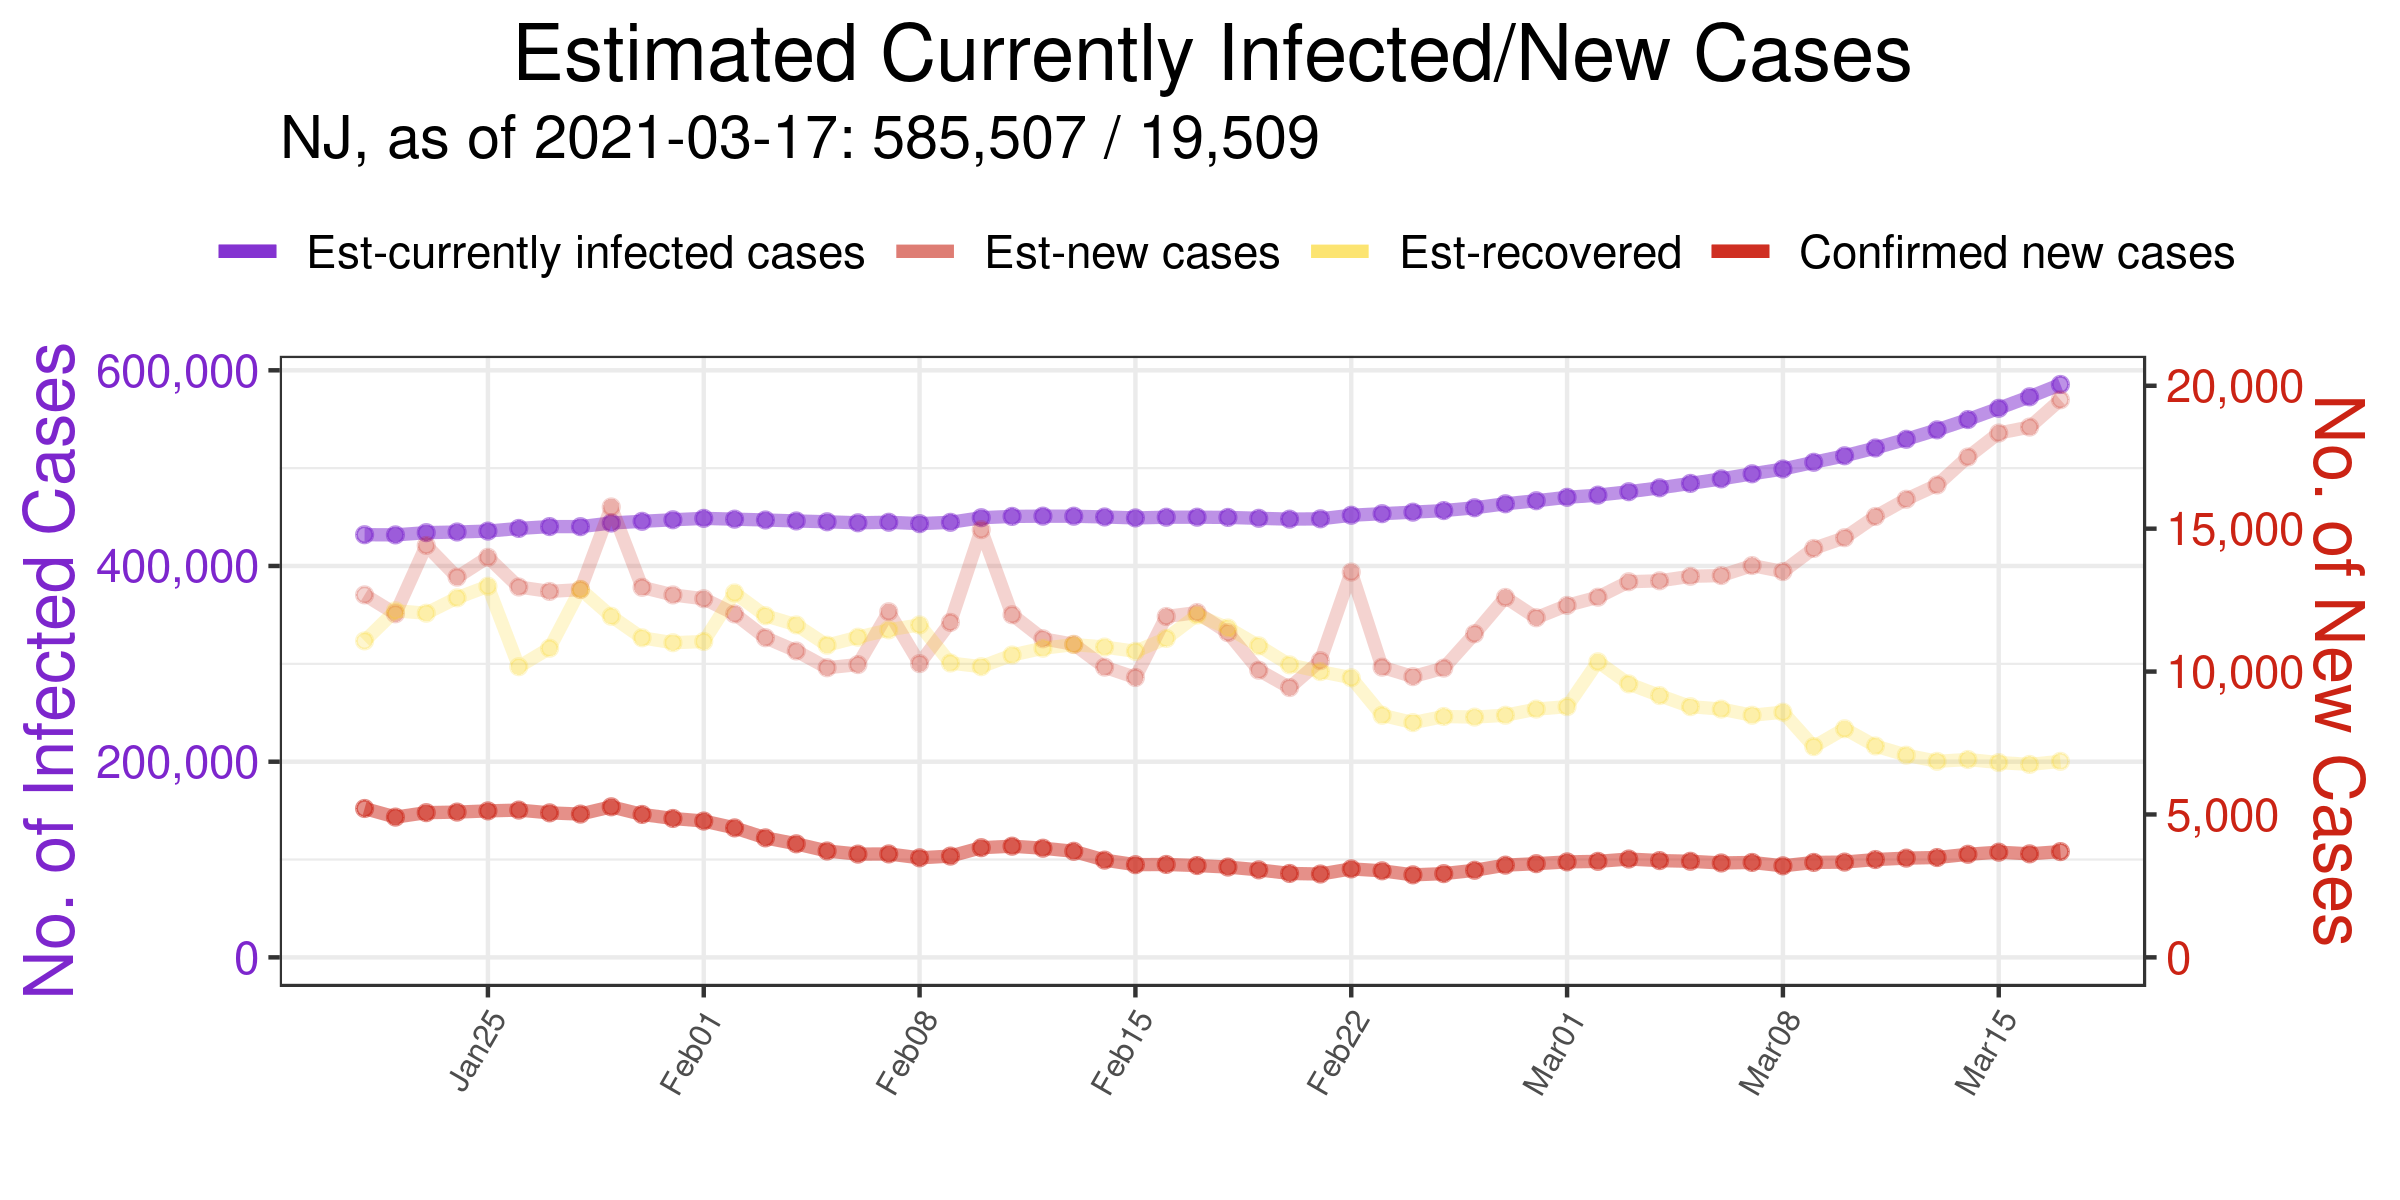 Estimated Currently Infected/New Cases
NJ, as of 2021-03-17: 585,507 / 19,509
Est-currently infected cases Est-new cases Est-recovered Confirmed new cases
No. of Infected Cases
600,000
400,000
200,000
0
20,000
15,000
10,000
5,000
0
No. of New Cases
Jan25 Feb01 Feb08 Feb15 Feb22 Mar01 Mar08 Mar15